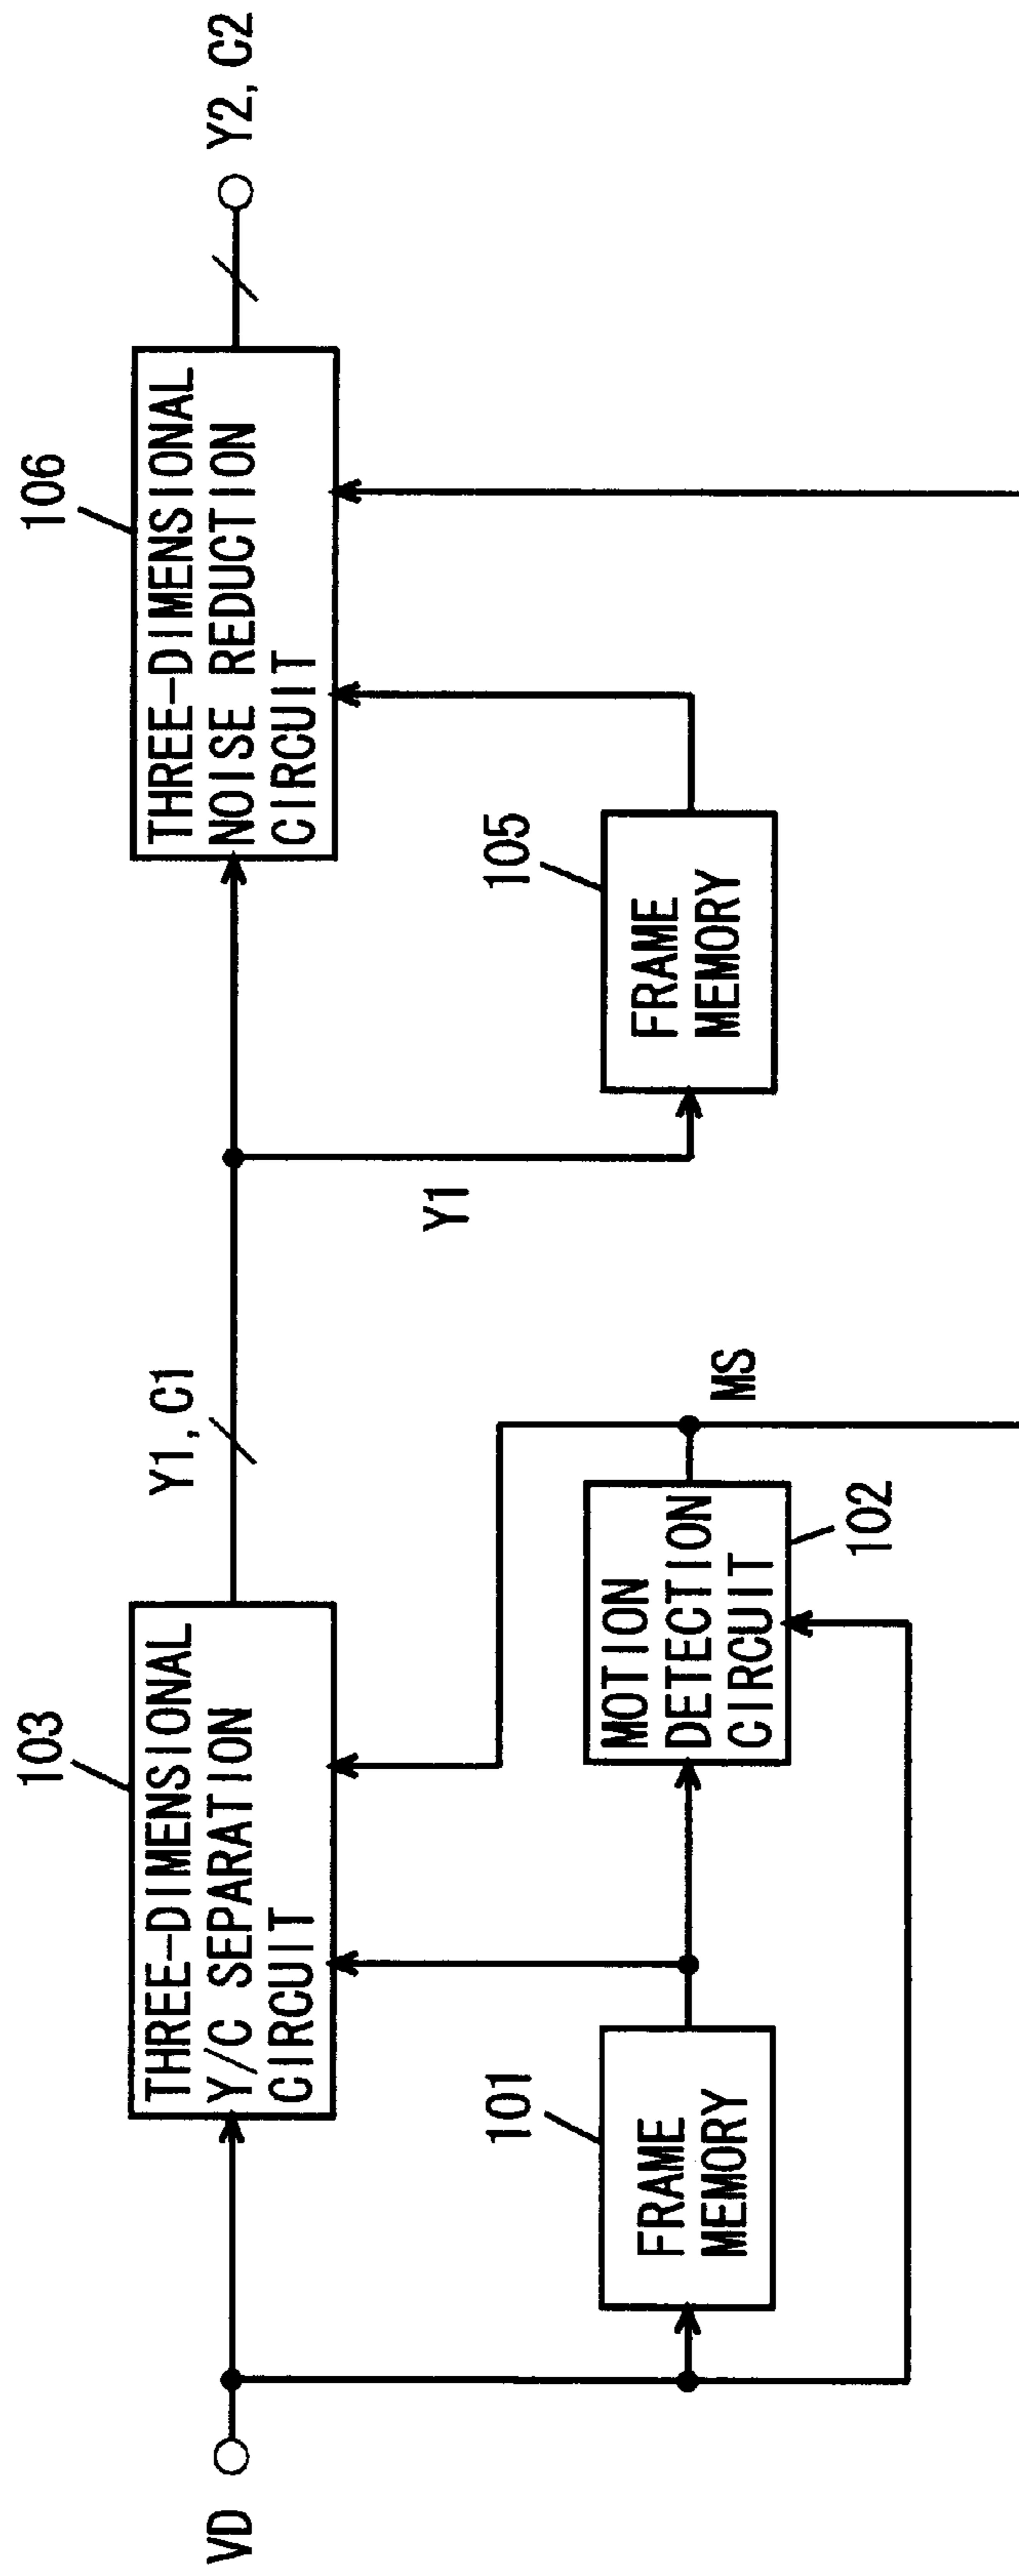 103
106
THREE-DIMENSIONAL
Y/C SEPARATION
CIRCUIT
Y1, C1
THREE-DIMENSIONAL
NOISE REDUCTION
CIRCUIT
VD
Y2, C2
Y1
101
105
FRAME
MEMORY
MOTION
DETECTION
CIRCUIT
MS
FRAME
MEMORY
102